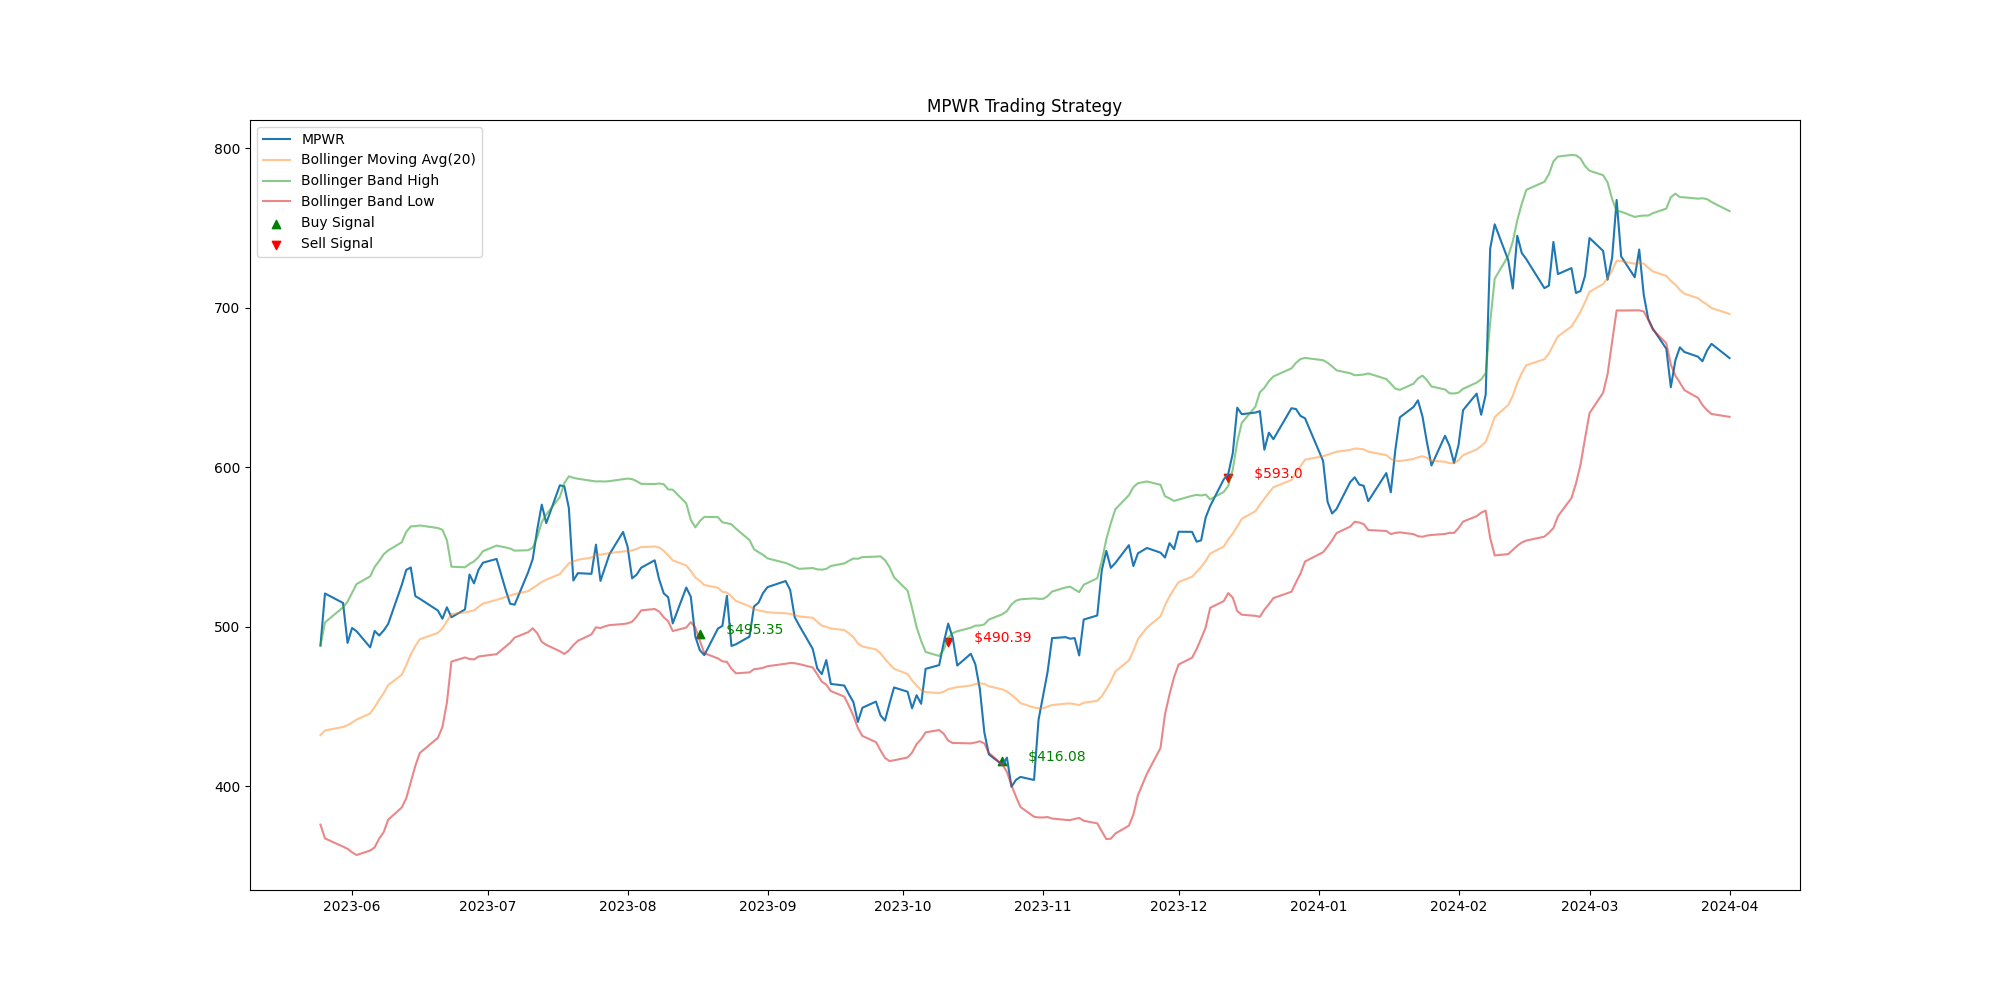 MPWR Trading Strategy
MPWR
Bollinger Moving Avg(20)
Bollinger Band High
Bollinger Band Low
Buy Signal
Sell Signal
800
700
600
500
400
$495.35
$490.39
$416.08
$593.0
2023-06
2023-07
2023-08
2023-09
2023-10
2023-11
2023-12
2024-01
2024-02
2024-03
2024-04